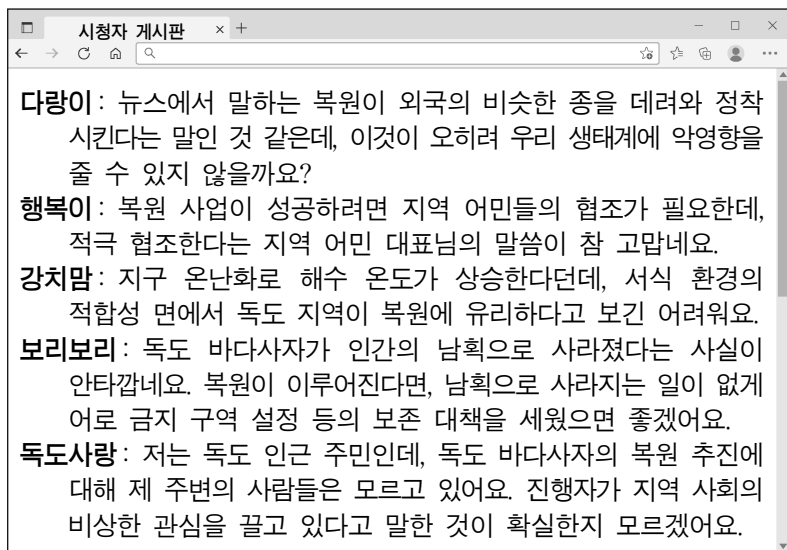 시청자 게시판
다랑이 : 뉴스에서 말하는 복원이 외국의 비슷한 종을 데려와 정착
시킨다는 말인 것 같은데, 이것이 오히려 우리 생태계에 악영향을
줄 수 있지 않을까요?
행복이 : 복원 사업이 성공하려면 지역 어민들의 협조가 필요한데,
적극 협조한다는 지역 어민 대표님의 말씀이 참 고맙네요.
강치맘 : 지구 온난화로 해수 온도가 상승한다던데, 서식 환경의
적합성 면에서 독도 지역이 복원에 유리하다고 보긴 어려워요.
보리보리 : 독도 바다사자가 인간의 남획으로 사라졌다는 사실이
안타깝네요. 복원이 이루어진다면, 남획으로 사라지는 일이 없게
어로 금지 구역 설정 등의 보존 대책을 세웠으면 좋겠어요.
독도사랑 : 저는 독도 인근 주민인데, 독도 바다사자의 복원 추진에
대해 제 주변의 사람들은 모르고 있어요. 진행자가 지역 사회의
비상한 관심을 끌고 있다고 말한 것이 확실한지 모르겠어요.